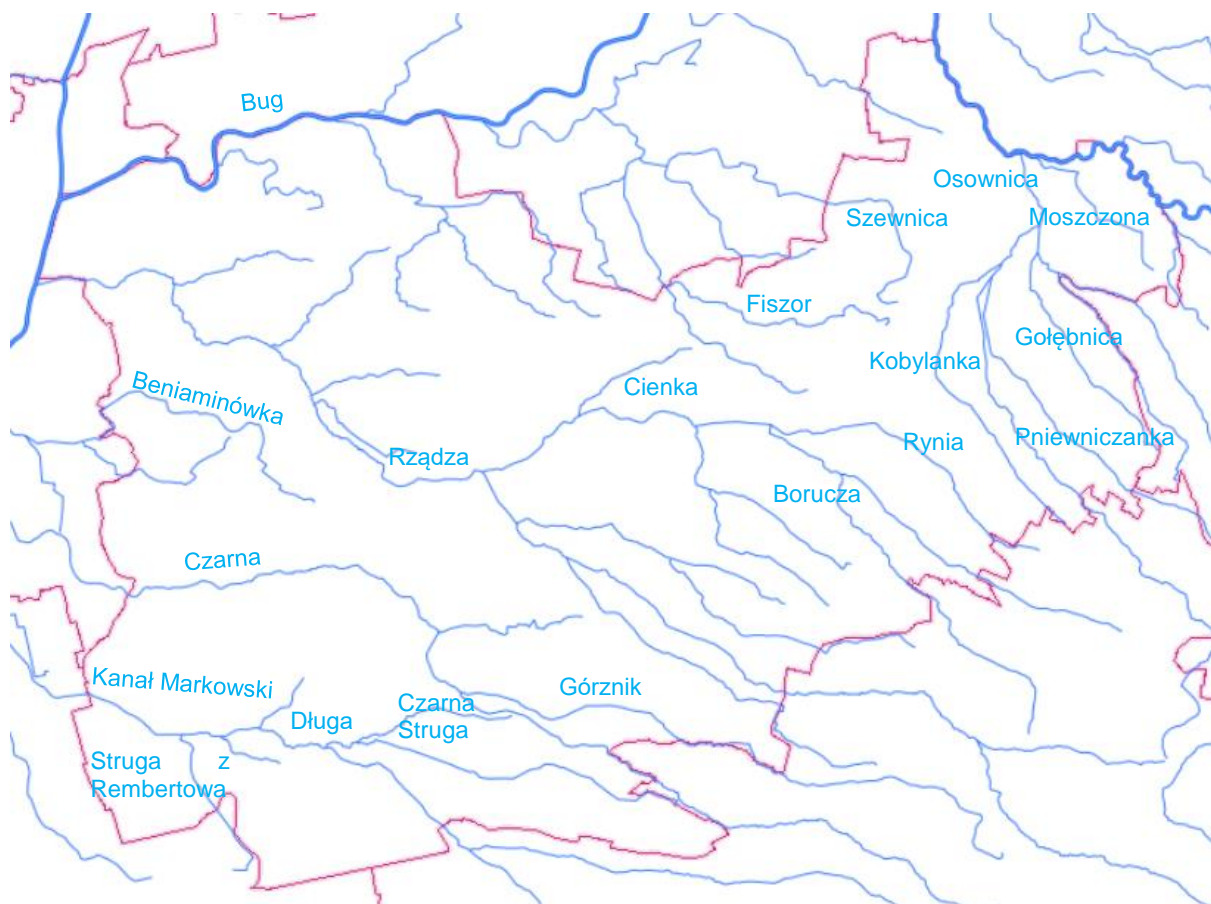 Bug
Osownica
Szewnica
Moszczona
Fiszor
Gołębnica
Kobylanka
Beniaminówka
Cienka
Rządza
Rynia
Pniewniczanka
Borucza
Czarna
Kanał Markowski
Górznik
Długa
Czarna
Struga
Struga z
Rembertowa